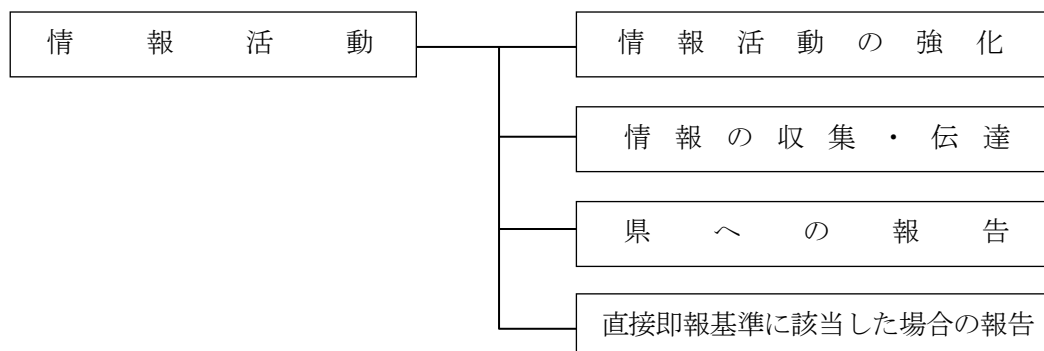 情報活動
情報活動の強化
情報の収集・伝達
県への報告
直接即報基準に該当した場合の報告